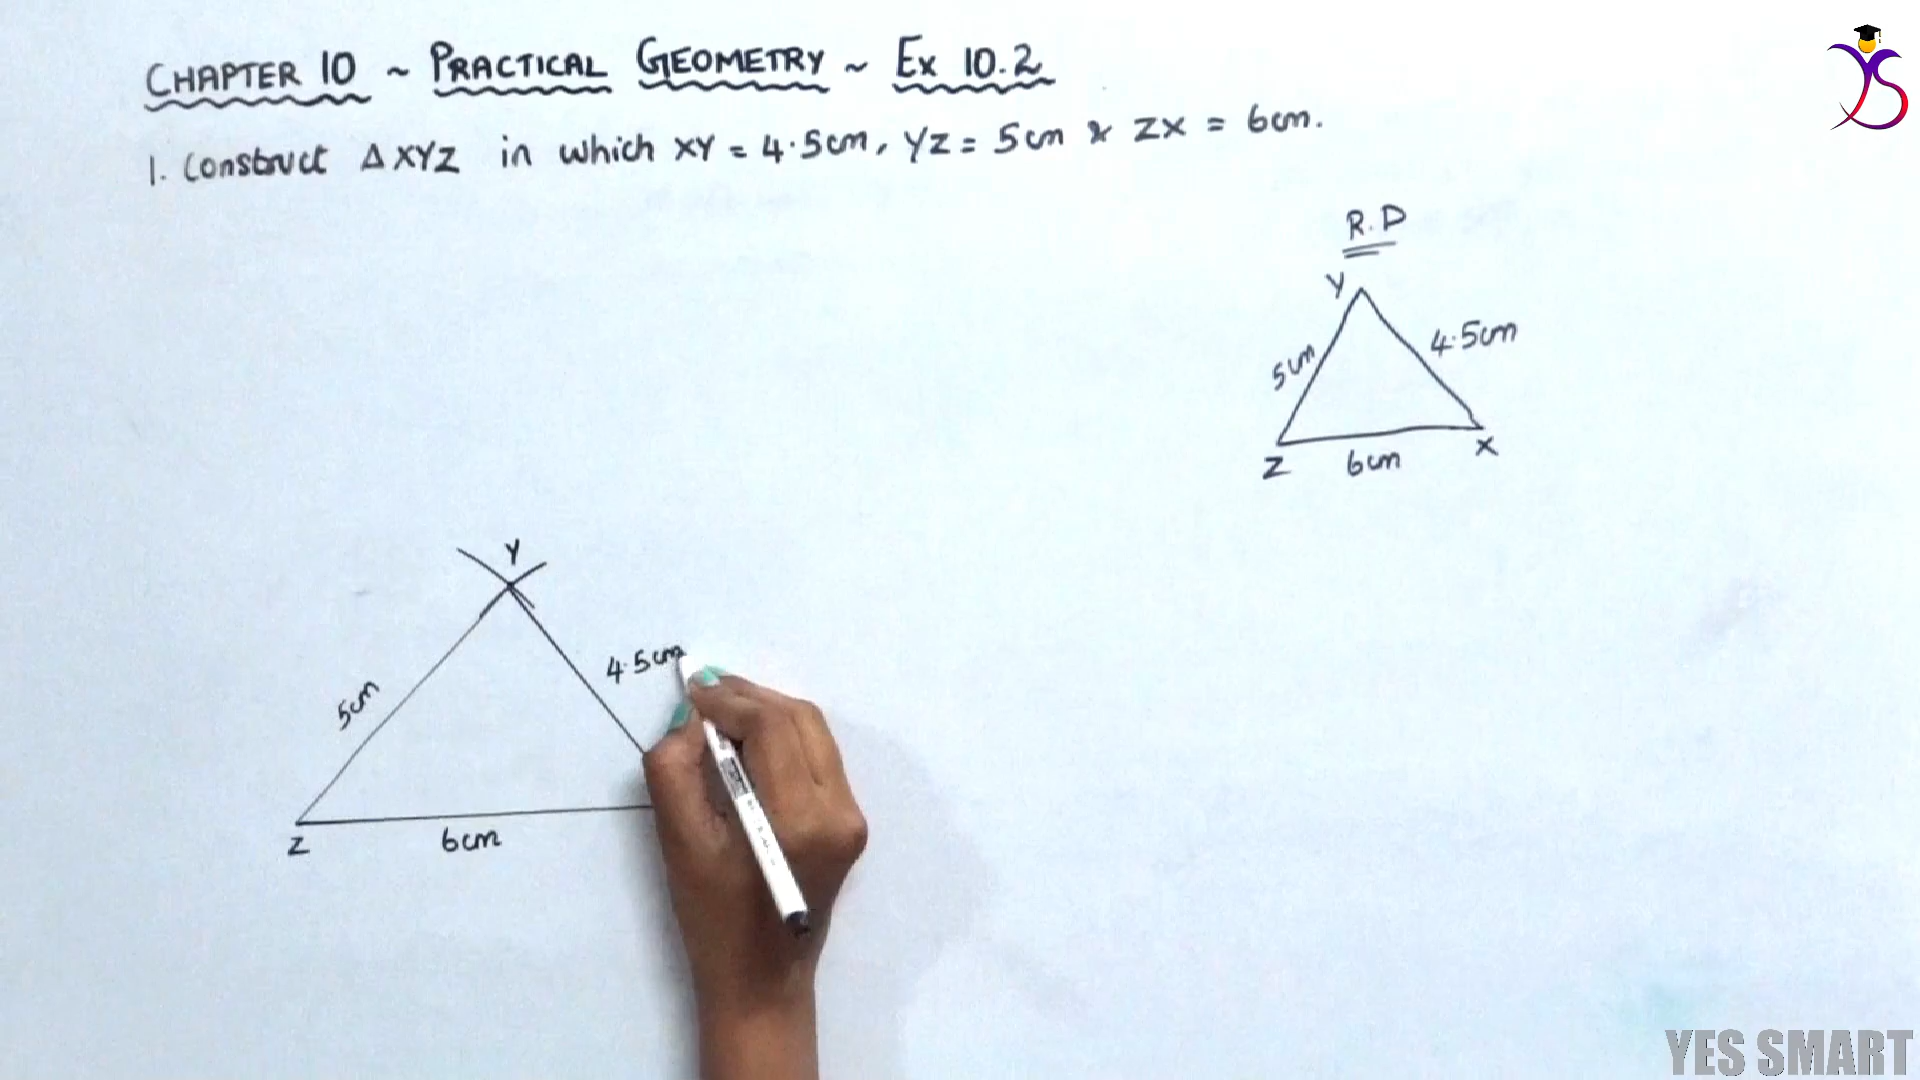 CHAPTER 10 ~ PRACTICAL GEOMETRY ~ Ex 10.2
1. Construct ΔXYZ in which XY = 4.5cm, YZ = 5cm & ZX = 6cm.
R.D
Y
5cm
4.5cm
Z
6cm
X
Y
4.5cm
5cm
Z
6cm
YS
YES SMART